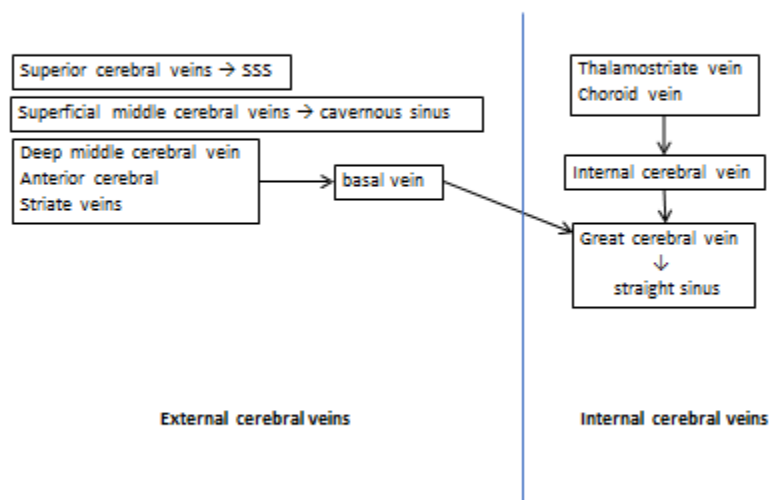 Superior cerebral veins → SSS
Superficial middle cerebral veins → cavernous sinus
Deep middle cerebral vein
Anterior cerebral
Striate veins
basal vein
External cerebral veins
Thalamostriate vein
Choroid vein
Internal cerebral vein
Great cerebral vein
↓
straight sinus
Internal cerebral veins